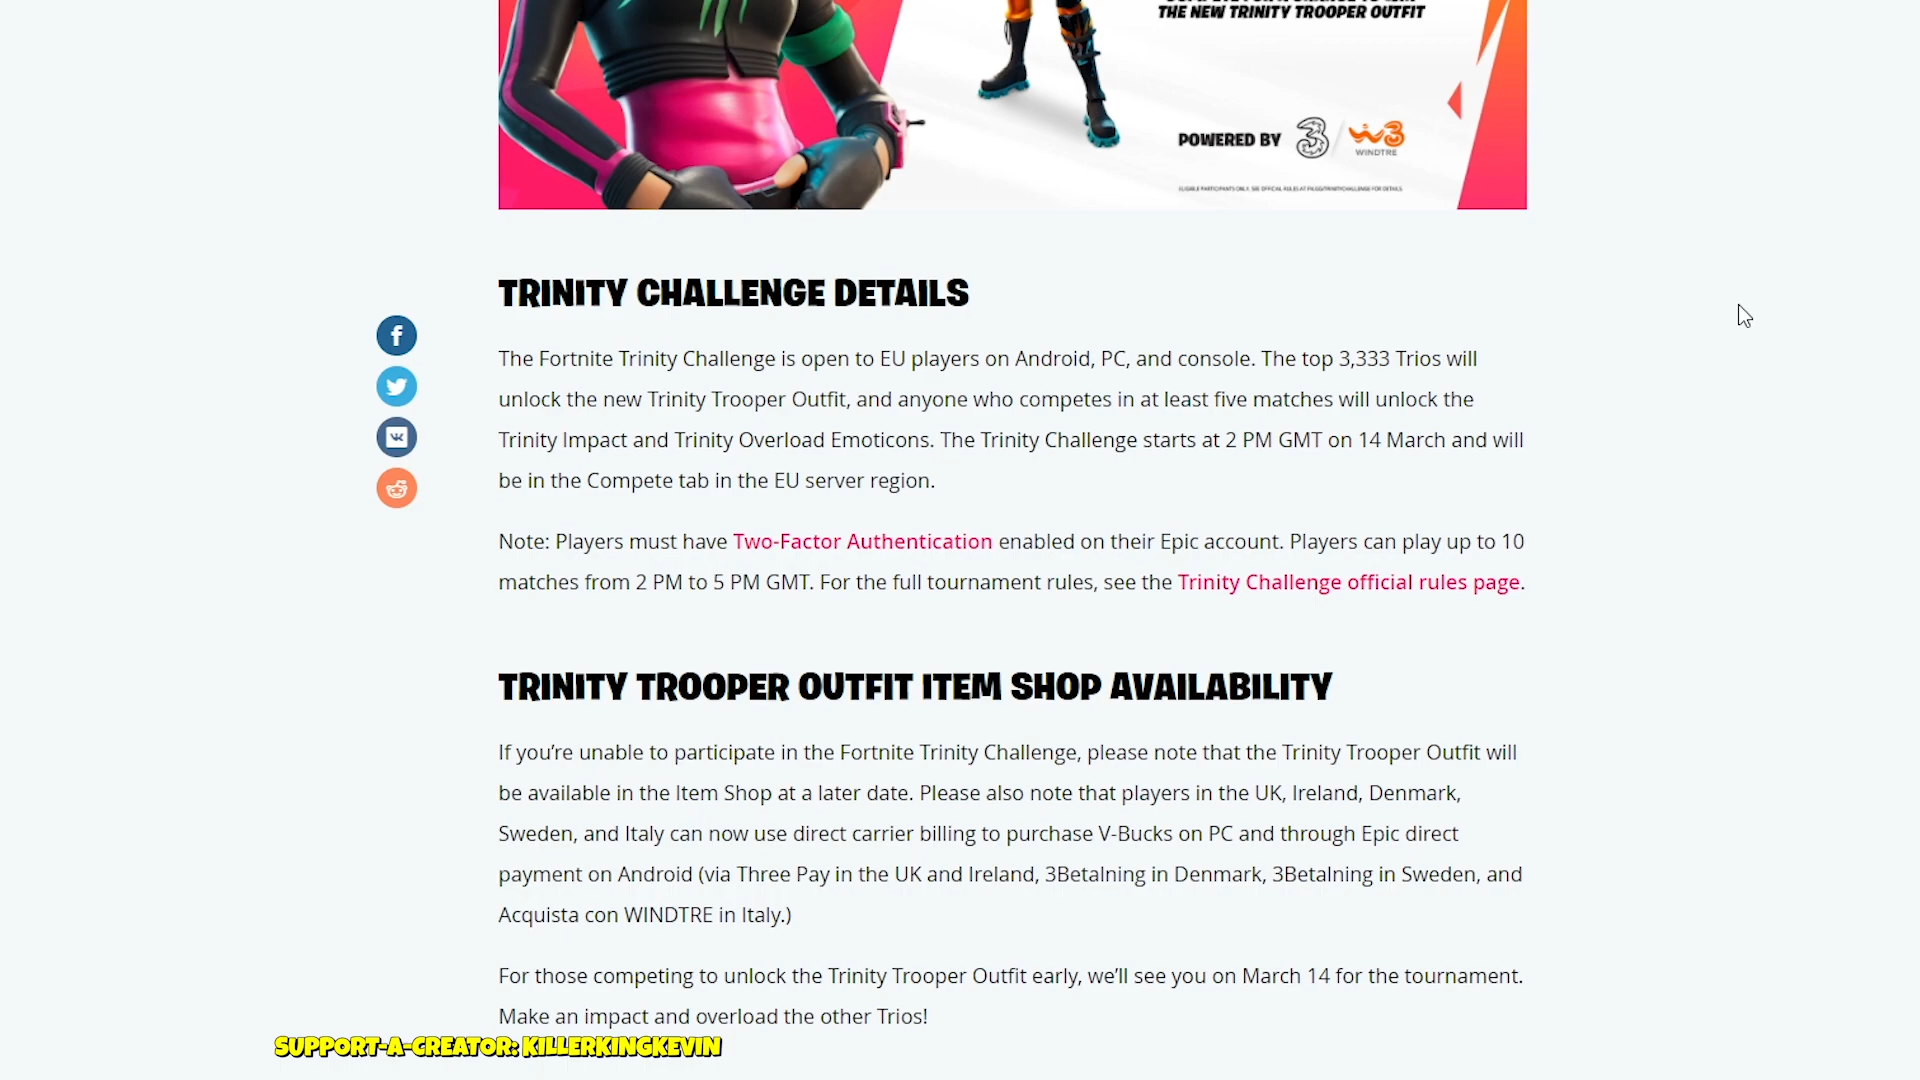 THE NEW TRINITY TROOPER OUTFIT
POWERED BY 3 / W3
WINDTRE
TRINITY CHALLENGE DETAILS
The Fortnite Trinity Challenge is open to EU players on Android, PC, and console. The top 3,333 Trios will
unlock the new Trinity Trooper Outfit, and anyone who competes in at least five matches will unlock the
Trinity Impact and Trinity Overload Emoticons. The Trinity Challenge starts at 2 PM GMT on 14 March and will
be in the Compete tab in the EU server region.
Note: Players must have Two-Factor Authentication enabled on their Epic account. Players can play up to 10
matches from 2 PM to 5 PM GMT. For the full tournament rules, see the Trinity Challenge official rules page.
TRINITY TROOPER OUTFIT ITEM SHOP AVAILABILITY
If you’re unable to participate in the Fortnite Trinity Challenge, please note that the Trinity Trooper Outfit will
be available in the Item Shop at a later date. Please also note that players in the UK, Ireland, Denmark,
Sweden, and Italy can now use direct carrier billing to purchase V-Bucks on PC and through Epic direct
payment on Android (via Three Pay in the UK and Ireland, 3Betalning in Denmark, 3Betalning in Sweden, and
Acquista con WINDTRE in Italy.)
For those competing to unlock the Trinity Trooper Outfit early, we’ll see you on March 14 for the tournament.
Make an impact and overload the other Trios!
SUPPORT-A-CREATOR: KILLERKINGKEVIN